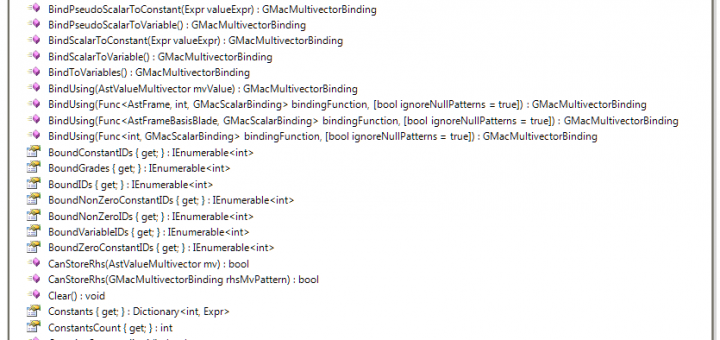 BindPseudoScalarToConstant(Expr valueExpr) : GMacMultivectorBinding
BindPseudoScalarToVariable() : GMacMultivectorBinding
BindScalarToConstant(Expr valueExpr) : GMacMultivectorBinding
BindScalarToVariable() : GMacMultivectorBinding
BindToVariables() : GMacMultivectorBinding
BindUsing(AstValueMultivector mvValue) : GMacMultivectorBinding
BindUsing(Func<AstFrame, int, GMacScalarBinding> bindingFunction, [bool ignoreNullPatterns = true]) : GMacMultivectorBinding
BindUsing(Func<AstFrameBasisBlade, GMacScalarBinding> bindingFunction, [bool ignoreNullPatterns = true]) : GMacMultivectorBinding
BindUsing(Func<int, GMacScalarBinding> bindingFunction, [bool ignoreNullPatterns = true]) : GMacMultivectorBinding
BoundConstantIDs { get; } : IEnumerable<int>
BoundGrades { get; } : IEnumerable<int>
BoundIDs { get; } : IEnumerable<int>
BoundNonZeroConstantIDs { get; } : IEnumerable<int>
BoundNonZeroIDs { get; } : IEnumerable<int>
BoundVariableIDs { get; } : IEnumerable<int>
BoundZeroConstantIDs { get; } : IEnumerable<int>
CanStoreRhs(AstValueMultivector mv) : bool
CanStoreRhs(GMacMultivectorBinding rhsMvPattern) : bool
Clear() : void
Constants { get; } : Dictionary<int, Expr>
ConstantsCount { get; } : int